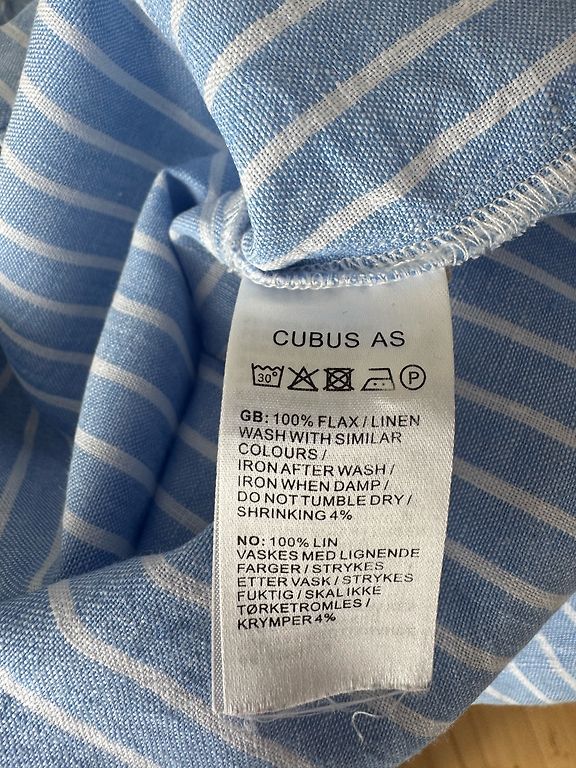 CUBUS AS
30°
P
GB: 100% FLAX / LINEN
WASH WITH SIMILAR
COLOURS /
IRON AFTER WASH /
IRON WHEN DAMP /
DO NOT TUMBLE DRY /
SHRINKING 4%
NO: 100% LIN
VASKES MED LIGNENDE
FARGER / STRYKES
ETTER VASK / STRYKES
FUKTIG / SKAL IKKE
TØRKETROMLES /
KRYMPER 4%